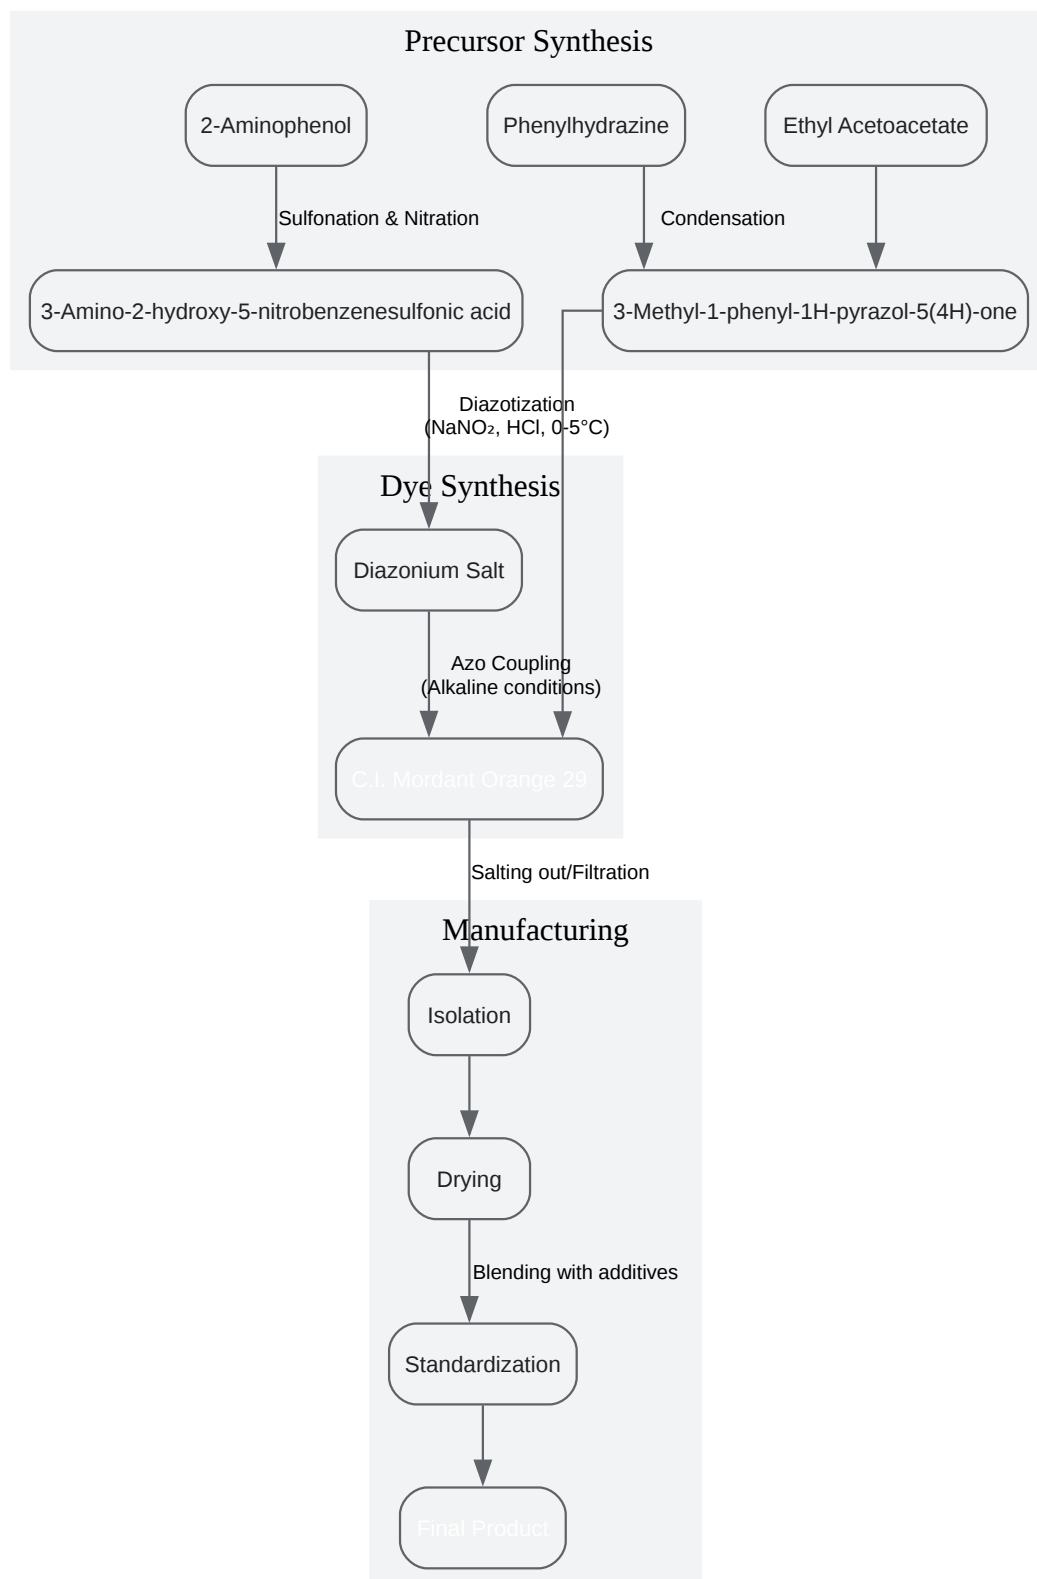 Precursor Synthesis
2-Aminophenol
Phenylhydrazine
Ethyl Acetoacetate
Sulfonation & Nitration
Condensation
3-Amino-2-hydroxy-5-nitrobenzenesulfonic acid
3-Methyl-1-phenyl-1H-pyrazol-5(4H)-one
Diazotization
(NaNO₂, HCl, 0-5°C)
Dye Synthesis
Diazonium Salt
Azo Coupling
(Alkaline conditions)
C.I. Mordant Orange 29
Salting out/Filtration
Manufacturing
Isolation
Drying
Blending with additives
Standardization
Final Product